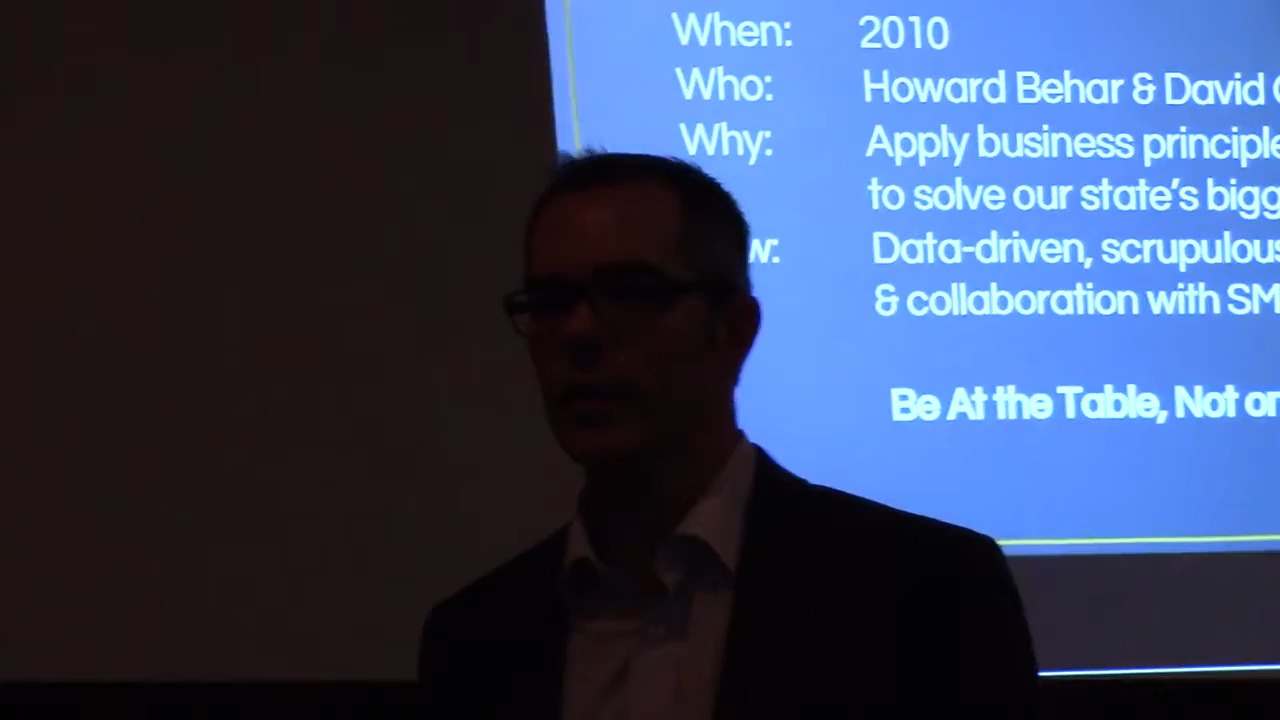 When: 2010
Who: Howard Behar & David
Why: Apply business principle
to solve our state's bigg
w: Data-driven, scrupulous
& collaboration with SM
Be At the Table, Not or